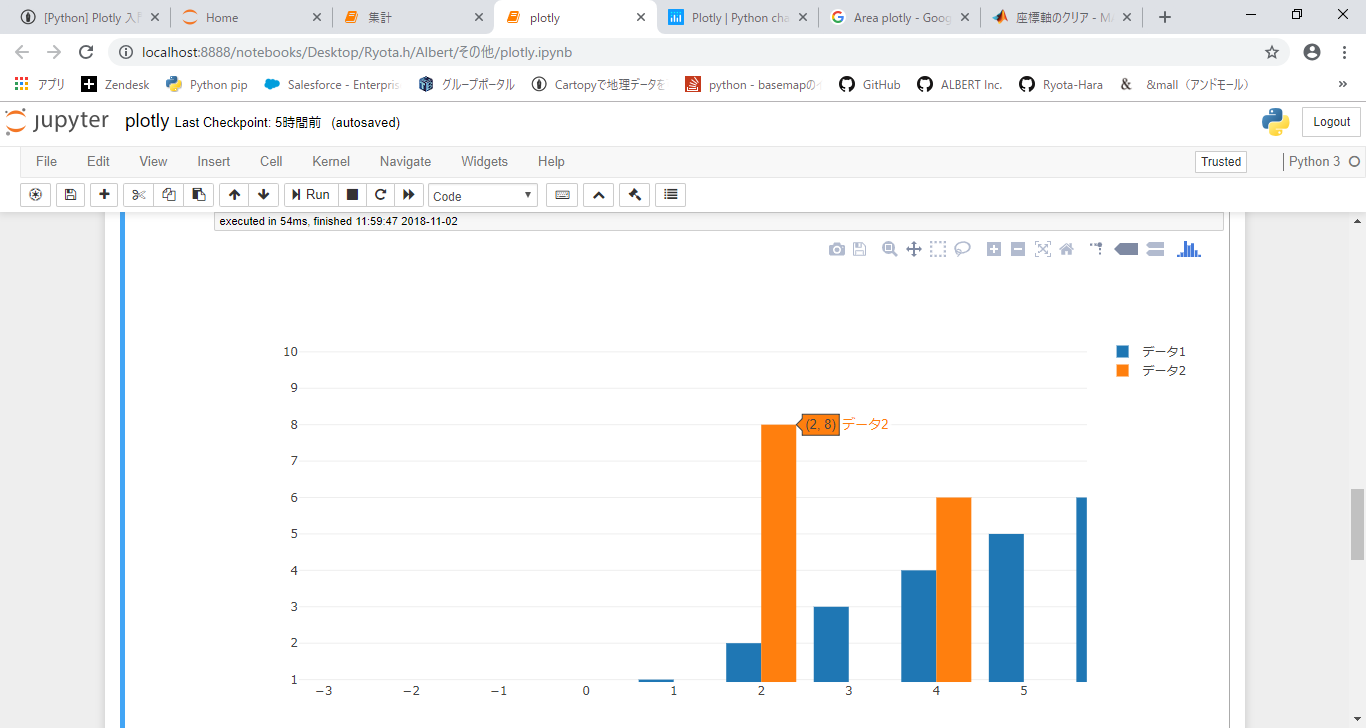 [Python] Plotly 入門 Home 集計 plotly Plotly | Python cha Area plotly - Goog 座標軸のクリア - MA
localhost:8888/notebooks/Desktop/Ryota.h/Albert/その他/plotly.ipynb
アプリ Zendesk Python pip Salesforce - Enterpris グループポータル Cartopyで地理データを python - basemapの GitHub ALBERT Inc. Ryota-Hara & &mall（アンドモール） »
jupyter plotly Last Checkpoint: 5時間前 (autosaved) Logout
File Edit View Insert Cell Kernel Navigate Widgets Help Trusted Python 3
Run Code
executed in 54ms, finished 11:59:47 2018-11-02
10 データ1
データ2
9
8 (2, 8) データ2
7
6
5
4
3
2
1
−3 −2 −1 0 1 2 3 4 5